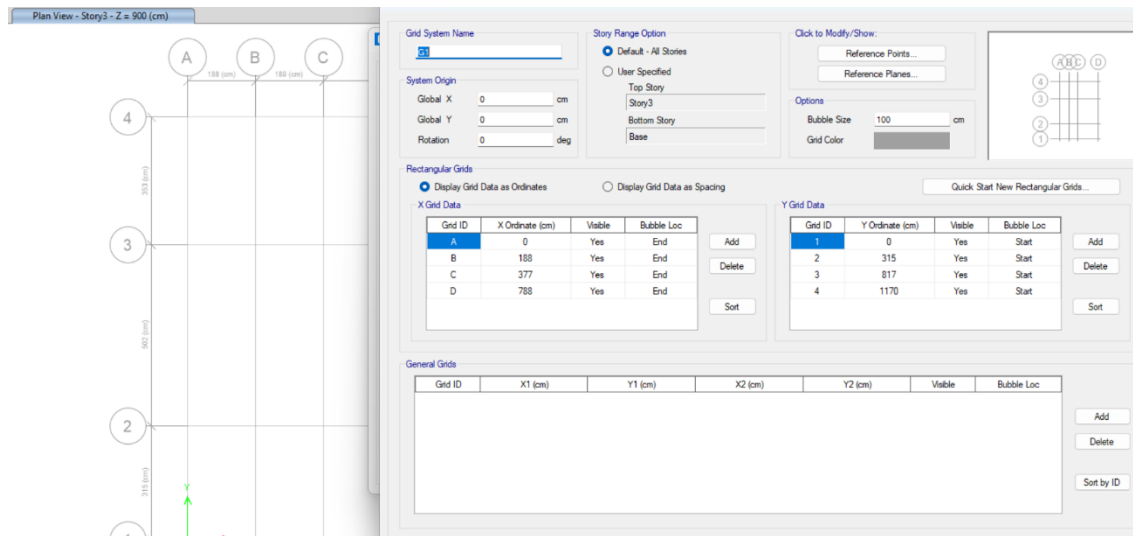 Plan View - Story3 - Z = 900 (cm)
A B C
188 (cm) 189 (cm)
4
353 (cm)
3
502 (cm)
2
315 (cm)
Y
Grid System Name
G1
System Origin
Global X 0 cm
Global Y 0 cm
Rotation 0 deg
Story Range Option
Default - All Stories
User Specified
Top Story
Story3
Bottom Story
Base
Click to Modify/Show:
Reference Points...
Reference Planes...
Options
Bubble Size 100 cm
Grid Color
A B C D
4
3
2
1
Rectangular Grids
Display Grid Data as Ordinates Display Grid Data as Spacing Quick Start New Rectangular Grids...
X Grid Data
Grid ID X Ordinate (cm) Visible Bubble Loc
A 0 Yes End
B 188 Yes End
C 377 Yes End
D 788 Yes End
Add
Delete
Sort
Y Grid Data
Grid ID Y Ordinate (cm) Visible Bubble Loc
1 0 Yes Start
2 315 Yes Start
3 817 Yes Start
4 1170 Yes Start
Add
Delete
Sort
General Grids
Grid ID X1 (cm) Y1 (cm) X2 (cm) Y2 (cm) Visible Bubble Loc
Add
Delete
Sort by ID